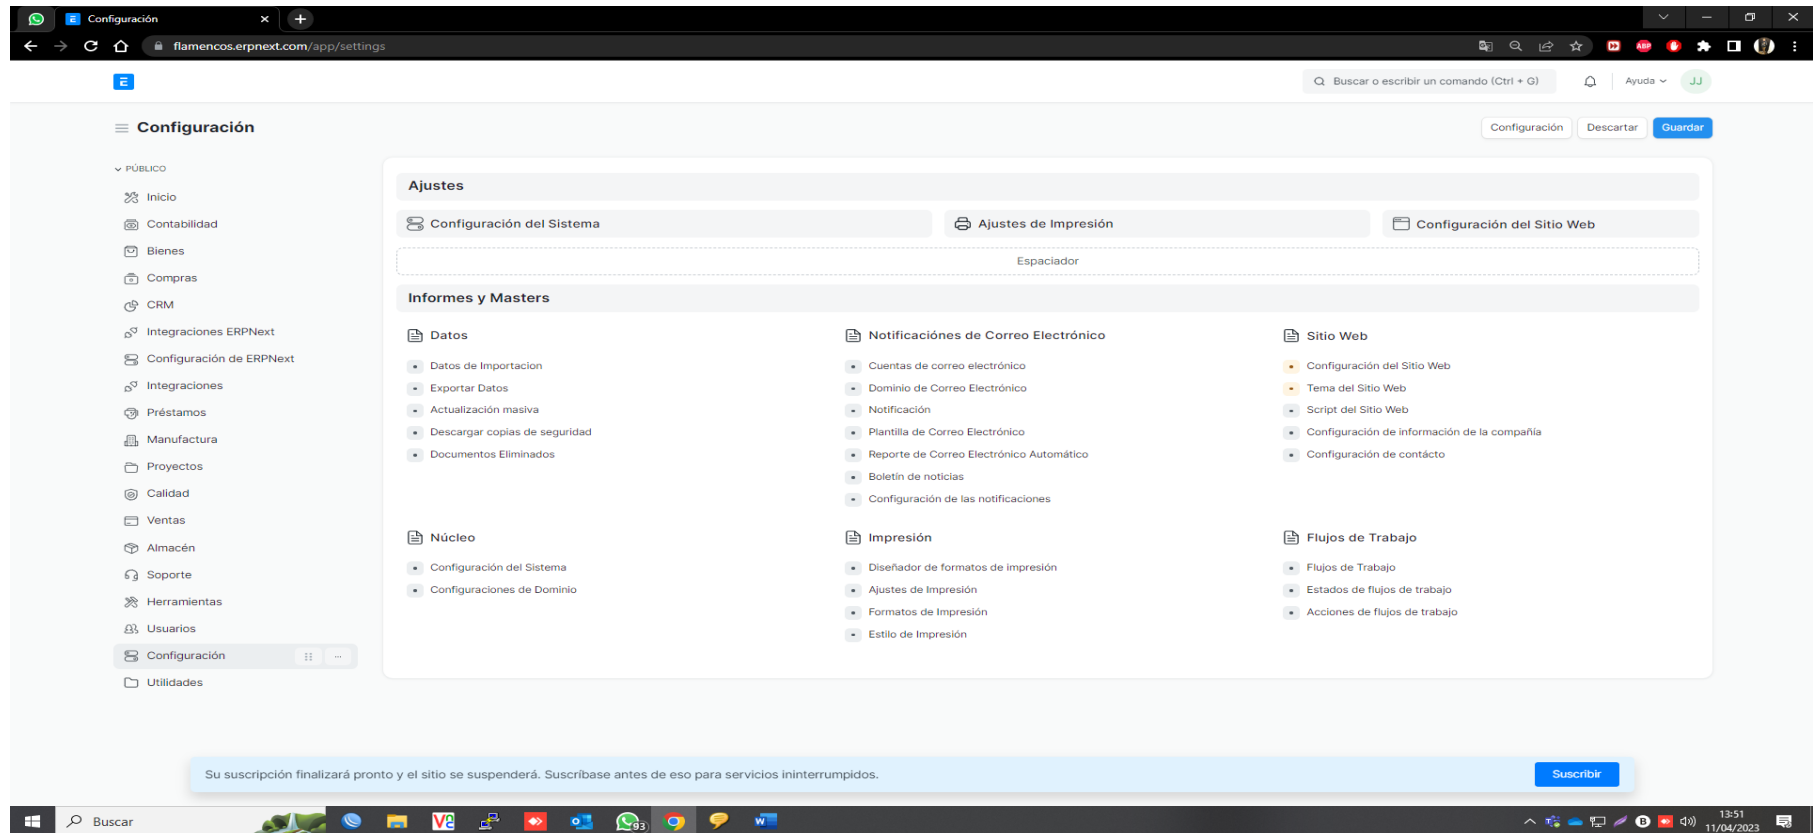 Configuración
flamencos.erpnext.com/app/settings
ABP
E
Buscar o escribir un comando (Ctrl + G)
Ayuda
JJ
Configuración
Configuración
Descartar
Guardar
PÚBLICO
Inicio
Contabilidad
Bienes
Compras
CRM
Integraciones ERPNext
Configuración de ERPNext
Integraciones
Préstamos
Manufactura
Proyectos
Calidad
Ventas
Almacén
Soporte
Herramientas
Usuarios
Configuración
Utilidades
Ajustes
Configuración del Sistema
Ajustes de Impresión
Configuración del Sitio Web
Espaciador
Informes y Masters
Datos
Datos de Importacion
Exportar Datos
Actualización masiva
Descargar copias de seguridad
Documentos Eliminados
Notificaciónes de Correo Electrónico
Cuentas de correo electrónico
Dominio de Correo Electrónico
Notificación
Plantilla de Correo Electrónico
Reporte de Correo Electrónico Automático
Boletín de noticias
Configuración de las notificaciones
Sitio Web
Configuración del Sitio Web
Tema del Sitio Web
Script del Sitio Web
Configuración de información de la compañía
Configuración de contácto
Núcleo
Configuración del Sistema
Configuraciones de Dominio
Impresión
Diseñador de formatos de impresión
Ajustes de Impresión
Formatos de Impresión
Estilo de Impresión
Flujos de Trabajo
Flujos de Trabajo
Estados de flujos de trabajo
Acciones de flujos de trabajo
Su suscripción finalizará pronto y el sitio se suspenderá. Suscríbase antes de eso para servicios ininterrumpidos.
Suscribir
Buscar
93
13:51
11/04/2023